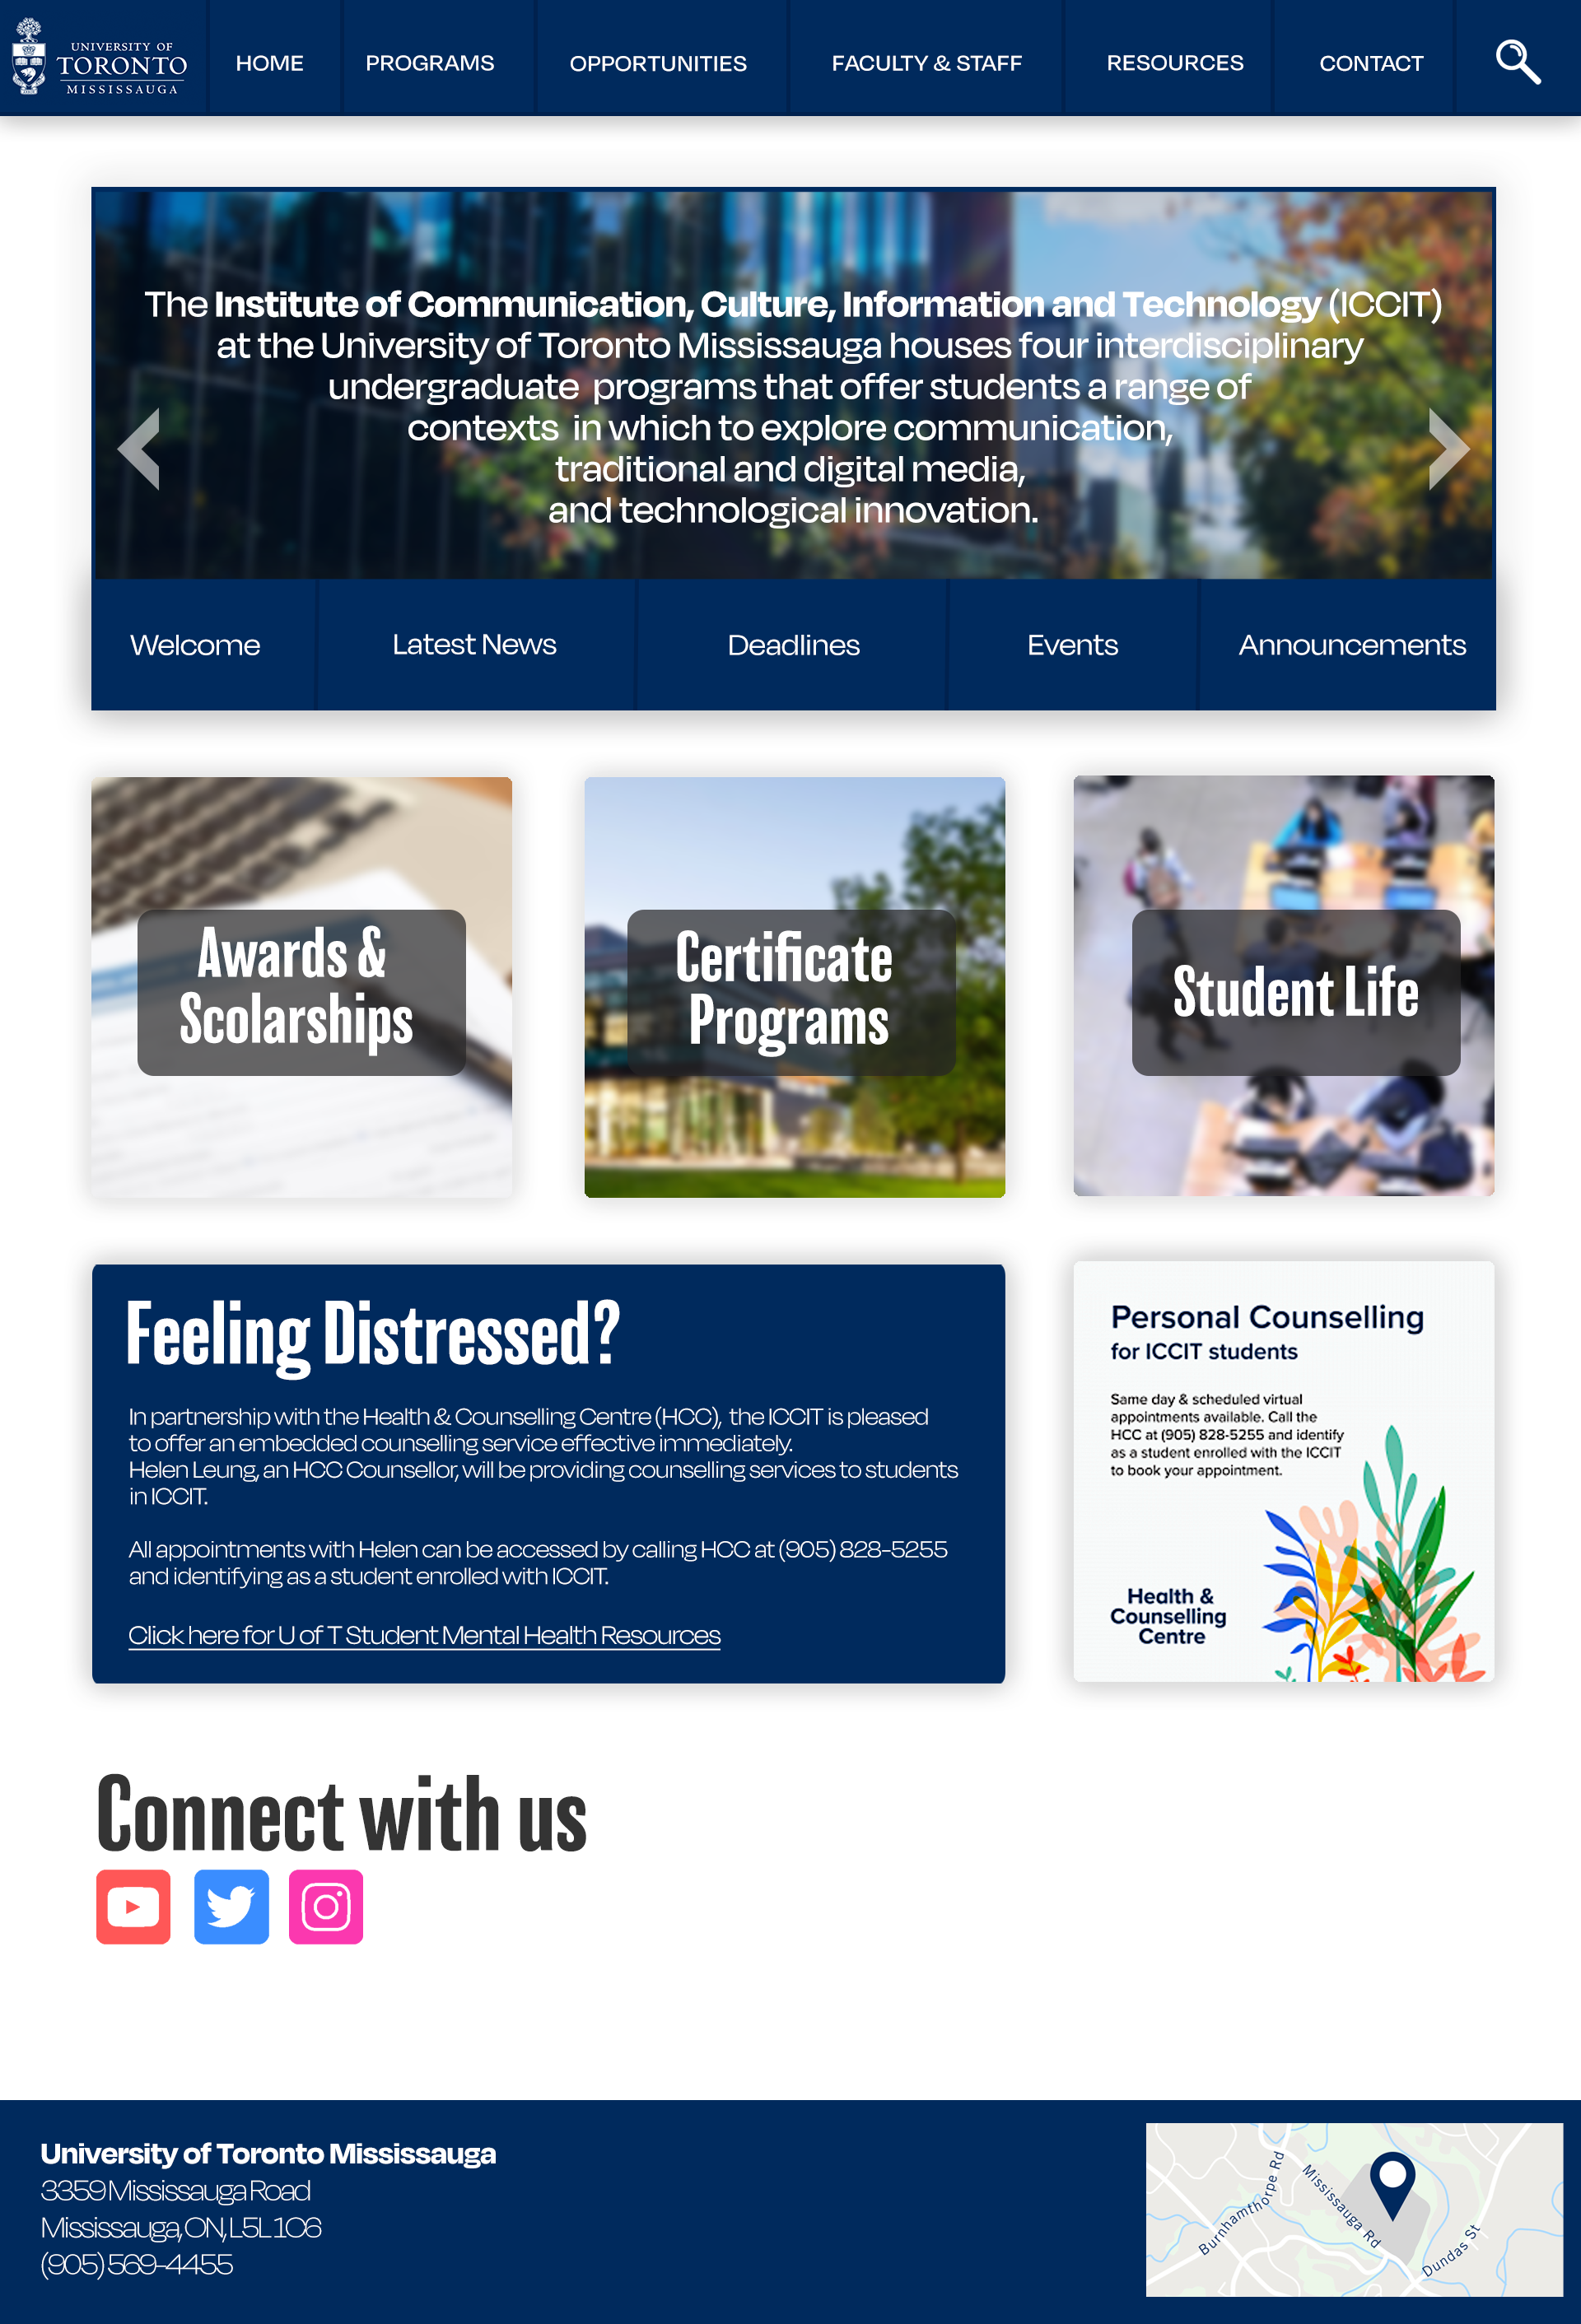 UNIVERSITY OF
TORONTO
MISSISSAUGA
HOME
PROGRAMS
OPPORTUNITIES
FACULTY & STAFF
RESOURCES
CONTACT
The Institute of Communication, Culture, Information and Technology (ICCIT)
at the University of Toronto Mississauga houses four interdisciplinary
undergraduate programs that offer students a range of
contexts in which to explore communication,
traditional and digital media,
and technological innovation.
Welcome
Latest News
Deadlines
Events
Announcements
Awards &
Scolarships
Certificate
Programs
Student Life
Feeling Distressed?
In partnership with the Health & Counselling Centre (HCC), the ICCIT is pleased
to offer an embedded counselling service effective immediately.
Helen Leung, an HCC Counsellor, will be providing counselling services to students
in ICCIT.
All appointments with Helen can be accessed by calling HCC at (905) 828-5255
and identifying as a student enrolled with ICCIT.
Click here for U of T Student Mental Health Resources
Personal Counselling
for ICCIT students
Same day & scheduled virtual
appointments available. Call the
HCC at (905) 828-5255 and identify
as a student enrolled with the ICCIT
to book your appointment.
Health &
Counselling
Centre
Connect with us
University of Toronto Mississauga
3359 Mississauga Road
Mississauga, ON, L5L 1C6
(905) 569-4455
Burnhamthorpe Rd
Mississauga Rd
Dundas St